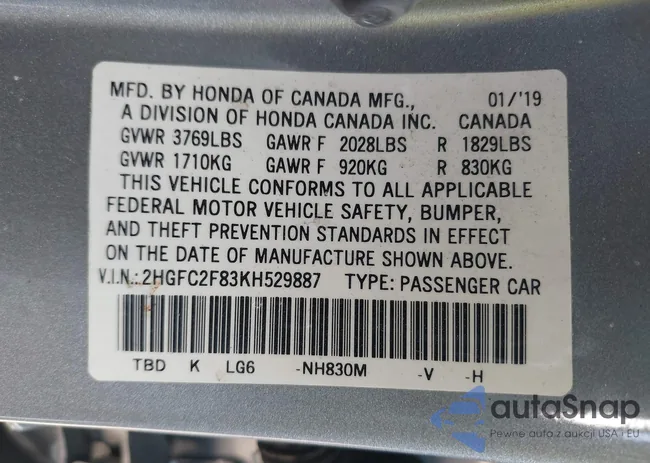 MFD. BY HONDA OF CANADA MFG., 01/'19
A DIVISION OF HONDA CANADA INC. CANADA
GVWR 3769LBS GAWR F 2028LBS R 1829LBS
GVWR 1710KG GAWR F 920KG R 830KG
THIS VEHICLE CONFORMS TO ALL APPLICABLE
FEDERAL MOTOR VEHICLE SAFETY, BUMPER,
AND THEFT PREVENTION STANDARDS IN EFFECT
ON THE DATE OF MANUFACTURE SHOWN ABOVE.
V.I.N.:2HGFC2F83KH529887 TYPE: PASSENGER CAR
TBD K LG6 -NH830M -V -H
autaSnap
Pewne auta z aukcji USA i EU